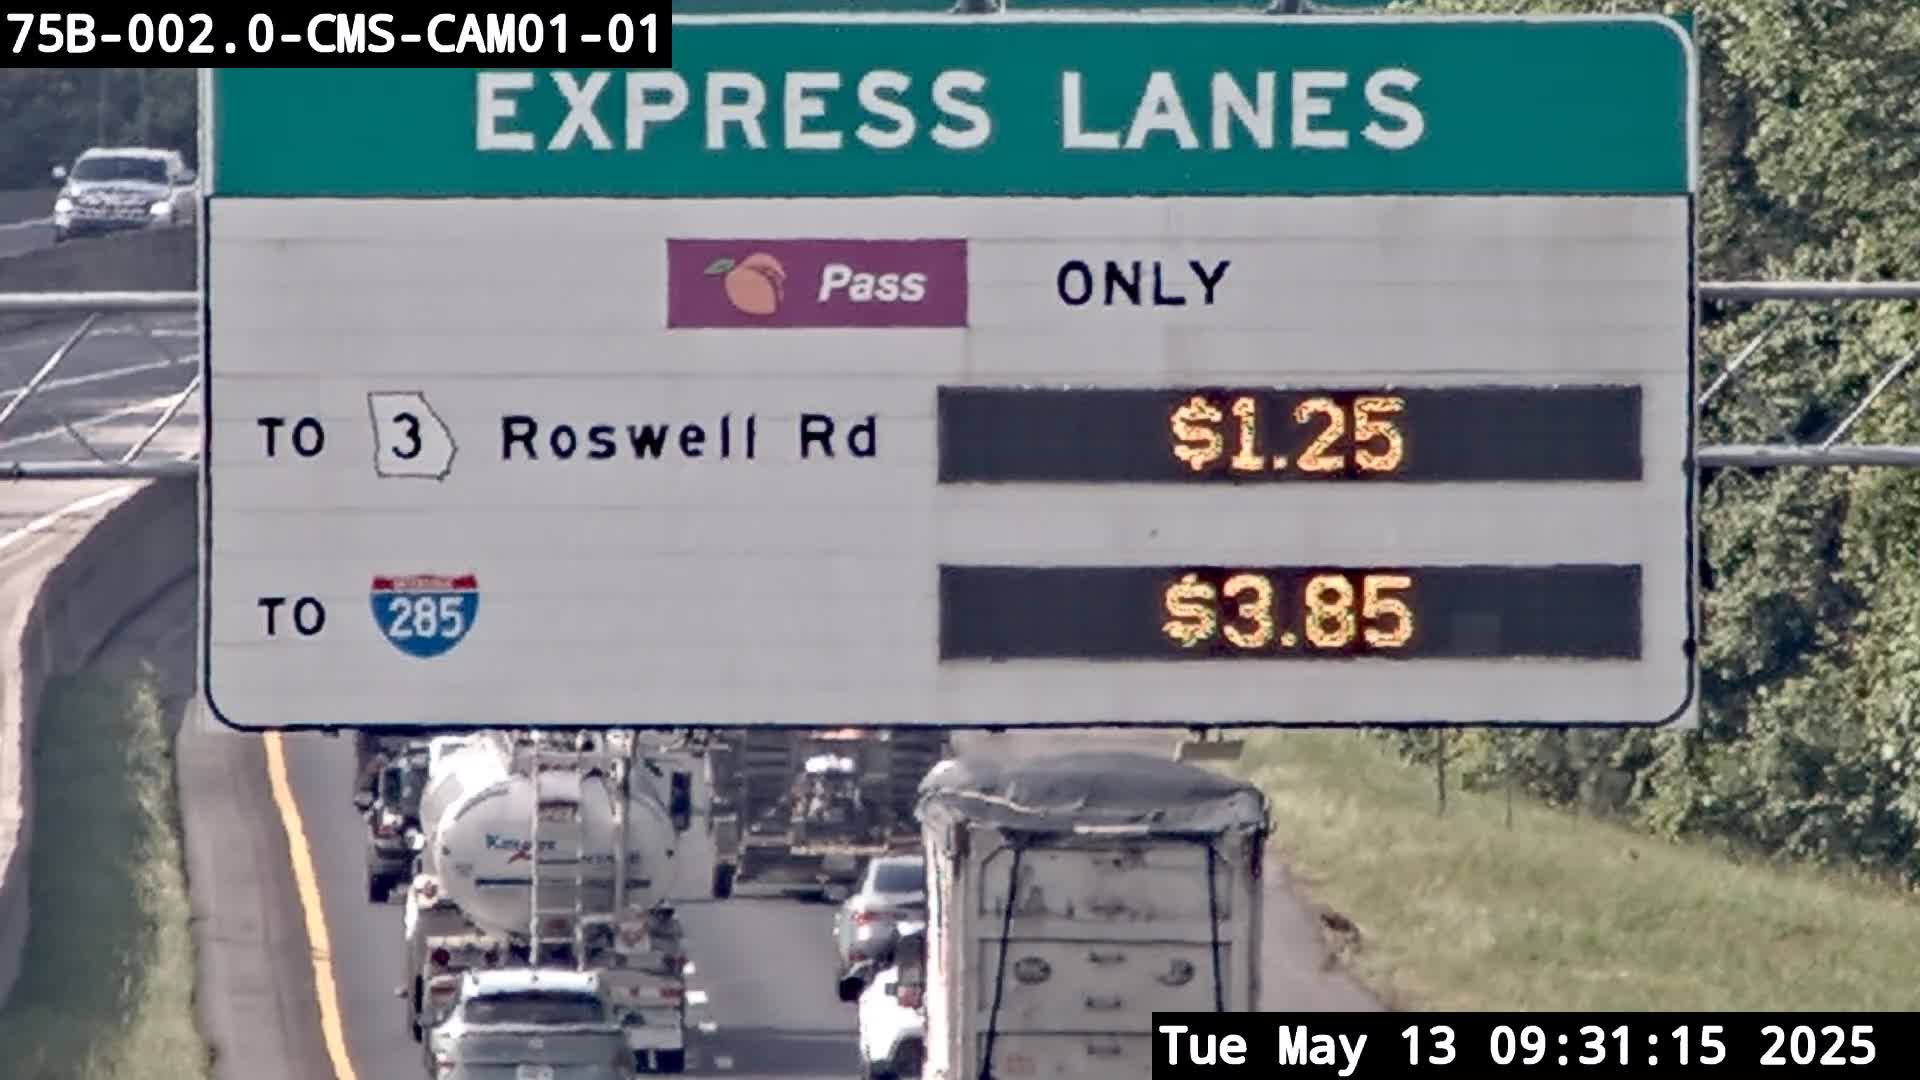 75B-002.0-CMS-CAM01-01
EXPRESS LANES
Pass ONLY
TO 3 Roswell Rd $1.25
TO 285 $3.85
Tue May 13 09:31:15 2025